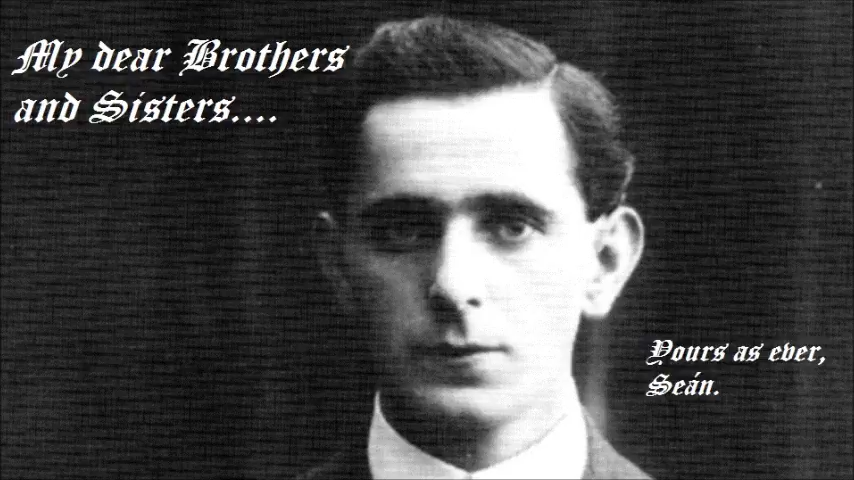 My dear Brothers
and Sisters....
Yours as ever,
Seán.